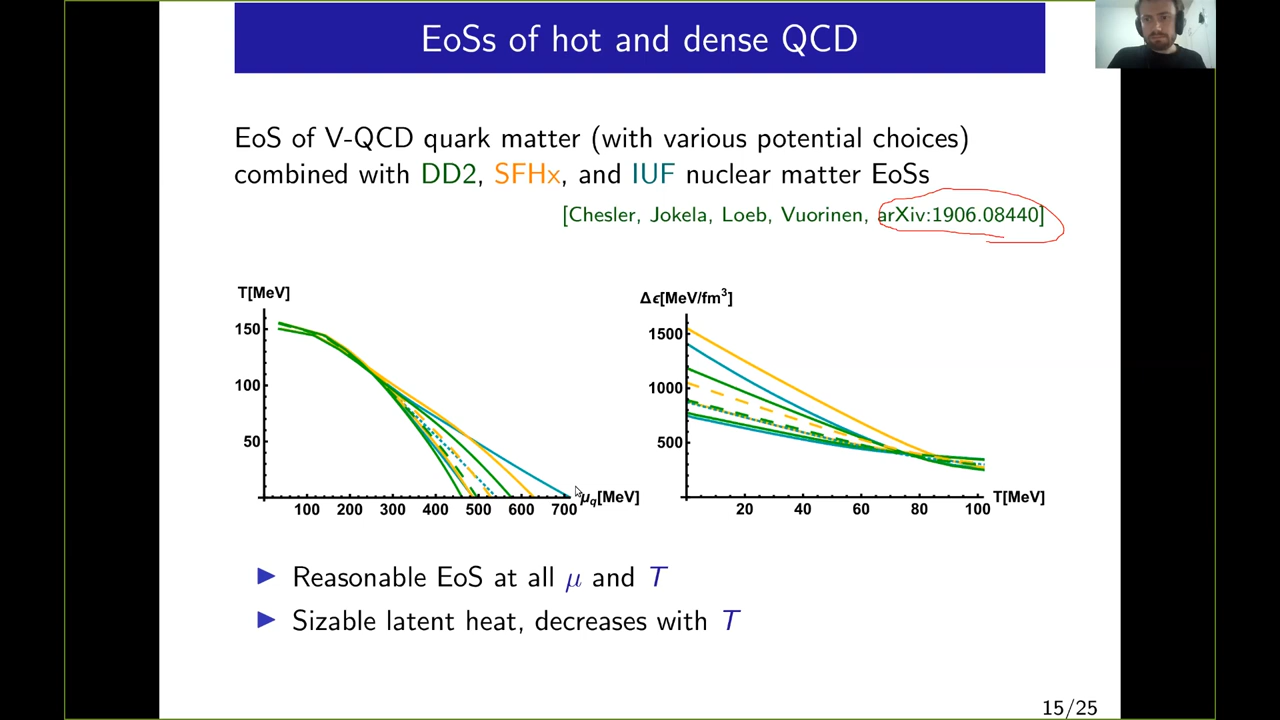 EoSs of hot and dense QCD
EoS of V-QCD quark matter (with various potential choices)
combined with DD2, SFHx, and IUF nuclear matter EoSs
[Chesler, Jokela, Loeb, Vuorinen, arXiv:1906.08440]
T[MeV]
150
100
50
100 200 300 400 500 600 700
μq[MeV]
Δϵ[MeV/fm³]
1500
1000
500
20 40 60 80 100
T[MeV]
▶ Reasonable EoS at all μ and T
▶ Sizable latent heat, decreases with T
15/25